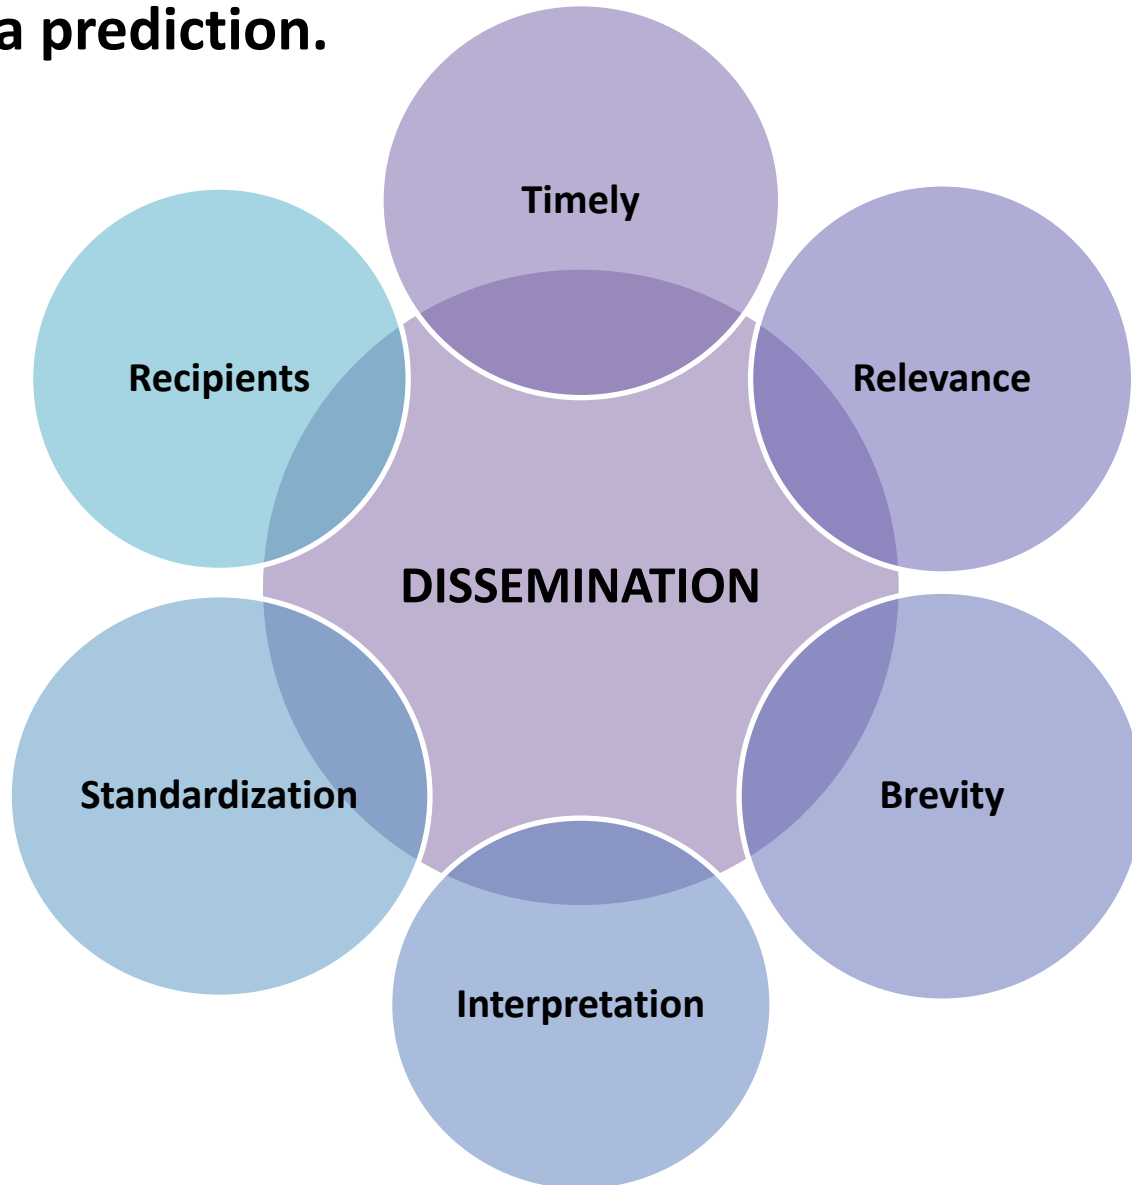 a prediction.
Timely
Recipients
Relevance
DISSEMINATION
Standardization
Brevity
Interpretation